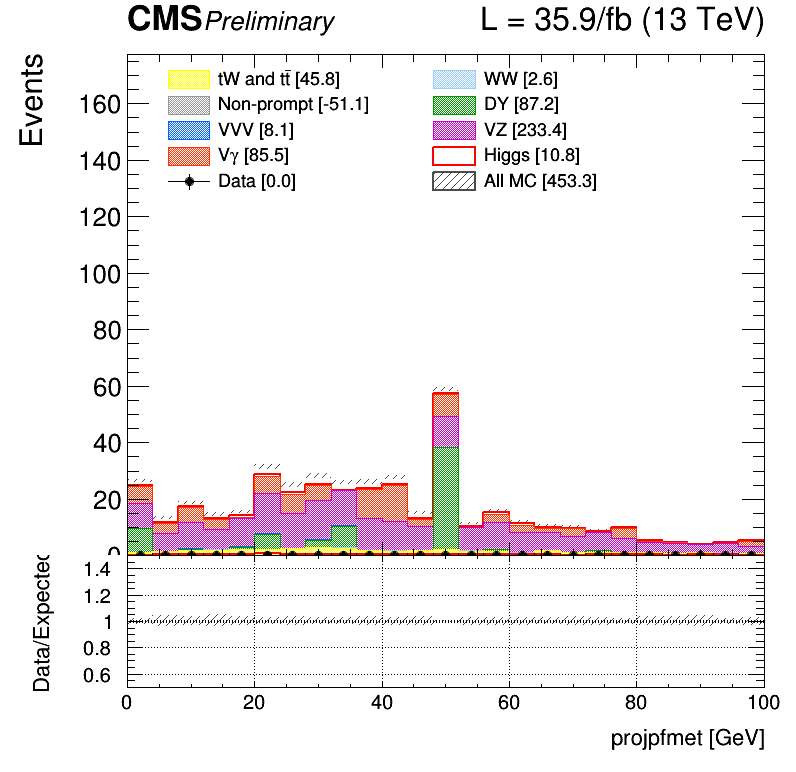 CMS Preliminary L = 35.9/fb (13 TeV)
Events
tW and tt̄ [45.8] WW [2.6]
Non-prompt [-51.1] DY [87.2]
VVV [8.1] VZ [233.4]
Vγ [85.5] Higgs [10.8]
Data [0.0] All MC [453.3]
160
140
120
100
80
60
40
20
0
Data/Expected
1.4
1.2
1
0.8
0.6
0 20 40 60 80 100
projpfmet [GeV]